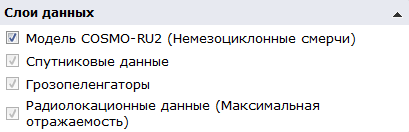 Слои данных
Модель COSMO-RU2 (Немезоциклонные смерчи)
Спутниковые данные
Грозопеленгаторы
Радиолокационные данные (Максимальная
отражаемость)